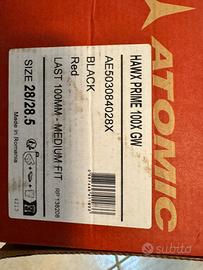 ATOMIC
HAWX PRIME 100X GW
AE503084028X
BLACK
Red
LAST 100MM - MEDIUM FIT
SIZE 28/28.5
Made in Romania
subito